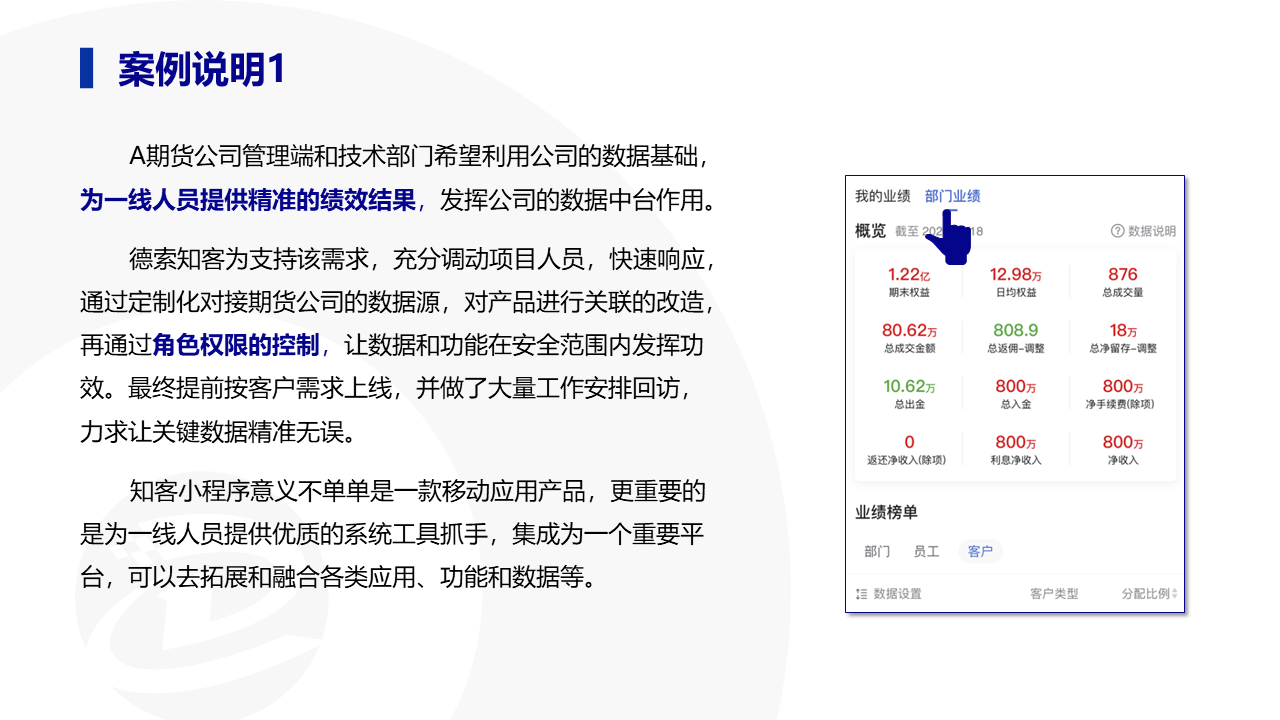 案例说明1
A期货公司管理端和技术部门希望利用公司的数据基础，
为一线人员提供精准的绩效结果，发挥公司的数据中台作用。
德索知客为支持该需求，充分调动项目人员，快速响应，
通过定制化对接期货公司的数据源，对产品进行关联的改造，
再通过角色权限的控制，让数据和功能在安全范围内发挥功
效。最终提前按客户需求上线，并做了大量工作安排回访，
力求让关键数据精准无误。
知客小程序意义不单单是一款移动应用产品，更重要的
是为一线人员提供优质的系统工具抓手，集成为一个重要平
台，可以去拓展和融合各类应用、功能和数据等。
我的业绩 部门业绩
概览 截至 18 数据说明
1.22亿 12.98万 876
期末权益 日均权益 总成交量
80.62万 808.9 18万
总成交金额 总返佣-调整 总净留存-调整
10.62万 800万 800万
总出金 总入金 净手续费(除项)
0 800万 800万
返还净收入(除项) 利息净收入 净收入
业绩榜单
部门 员工 客户
数据设置 客户类型 分配比例